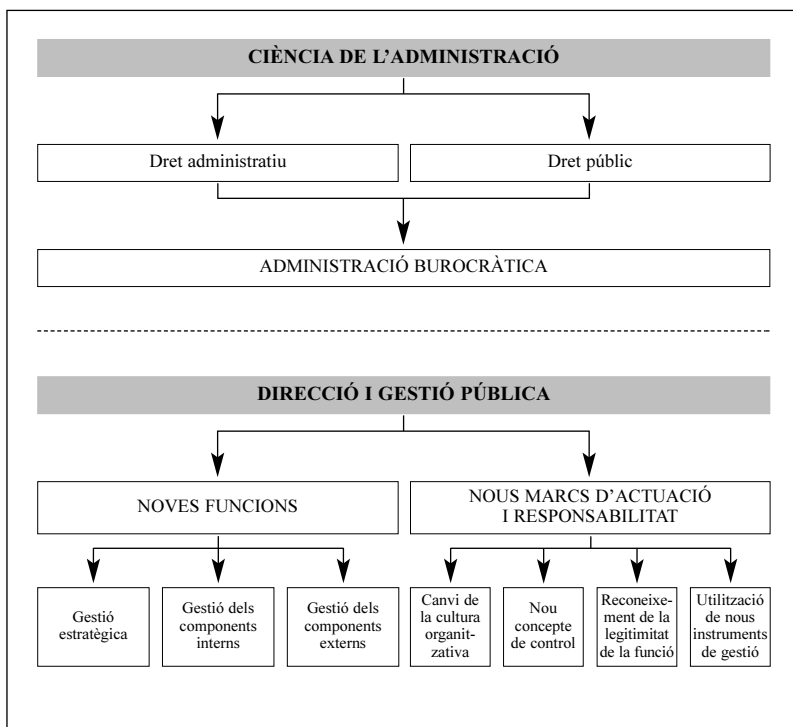 CIÈNCIA DE L'ADMINISTRACIÓ
Dret administratiu
Dret públic
ADMINISTRACIÓ BUROCRÀTICA
DIRECCIÓ I GESTIÓ PÚBLICA
NOVES FUNCIONS
NOUS MARCS D'ACTUACIÓ
I RESPONSABILITAT
Gestió
estratègica
Gestió dels
components
interns
Gestió dels
components
externs
Canvi de
la cultura
organit-
zativa
Nou
concepte
de control
Reconeixe-
ment de la
legitimitat
de la funció
Utilització
de nous
instruments
de gestió